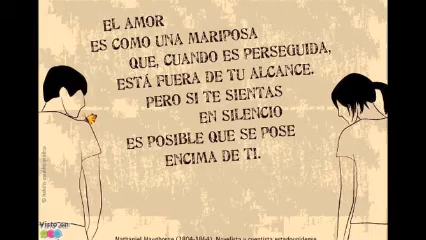 EL AMOR
ES COMO UNA MARIPOSA
QUE, CUANDO ES PERSEGUIDA,
ESTÁ FUERA DE TU ALCANCE.
PERO SI TE SIENTAS
EN SILENCIO
ES POSIBLE QUE SE POSE
ENCIMA DE TI.
Visto en
Nathaniel Hawthorne (1804-1864) Novelista y cuentista estadounidense